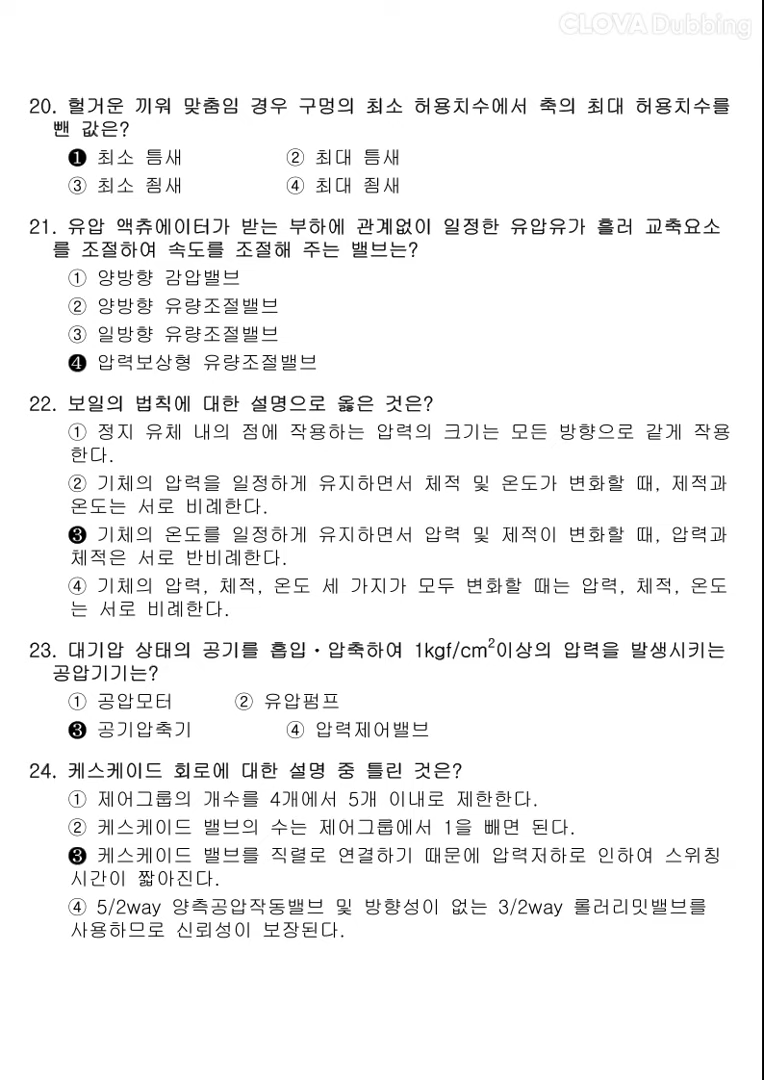 CLOVA Dubbing
20. 헐거운 끼워 맞춤임 경우 구멍의 최소 허용치수에서 축의 최대 허용치수를
뺀 값은?
❶ 최소 틈새 ② 최대 틈새
③ 최소 죔새 ④ 최대 죔새
21. 유압 액츄에이터가 받는 부하에 관계없이 일정한 유압유가 흘러 교축요소
를 조절하여 속도를 조절해 주는 밸브는?
① 양방향 감압밸브
② 양방향 유량조절밸브
③ 일방향 유량조절밸브
❹ 압력보상형 유량조절밸브
22. 보일의 법칙에 대한 설명으로 옳은 것은?
① 정지 유체 내의 점에 작용하는 압력의 크기는 모든 방향으로 같게 작용
한다.
② 기체의 압력을 일정하게 유지하면서 체적 및 온도가 변화할 때, 체적과
온도는 서로 비례한다.
❸ 기체의 온도를 일정하게 유지하면서 압력 및 체적이 변화할 때, 압력과
체적은 서로 반비례한다.
④ 기체의 압력, 체적, 온도 세 가지가 모두 변화할 때는 압력, 체적, 온도
는 서로 비례한다.
23. 대기압 상태의 공기를 흡입・압축하여 1kgf/cm²이상의 압력을 발생시키는
공압기기는?
① 공압모터 ② 유압펌프
❸ 공기압축기 ④ 압력제어밸브
24. 케스케이드 회로에 대한 설명 중 틀린 것은?
① 제어그룹의 개수를 4개에서 5개 이내로 제한한다.
② 케스케이드 밸브의 수는 제어그룹에서 1을 빼면 된다.
❸ 케스케이드 밸브를 직렬로 연결하기 때문에 압력저하로 인하여 스위칭
시간이 짧아진다.
④ 5/2way 양측공압작동밸브 및 방향성이 없는 3/2way 롤러리밋밸브를
사용하므로 신뢰성이 보장된다.